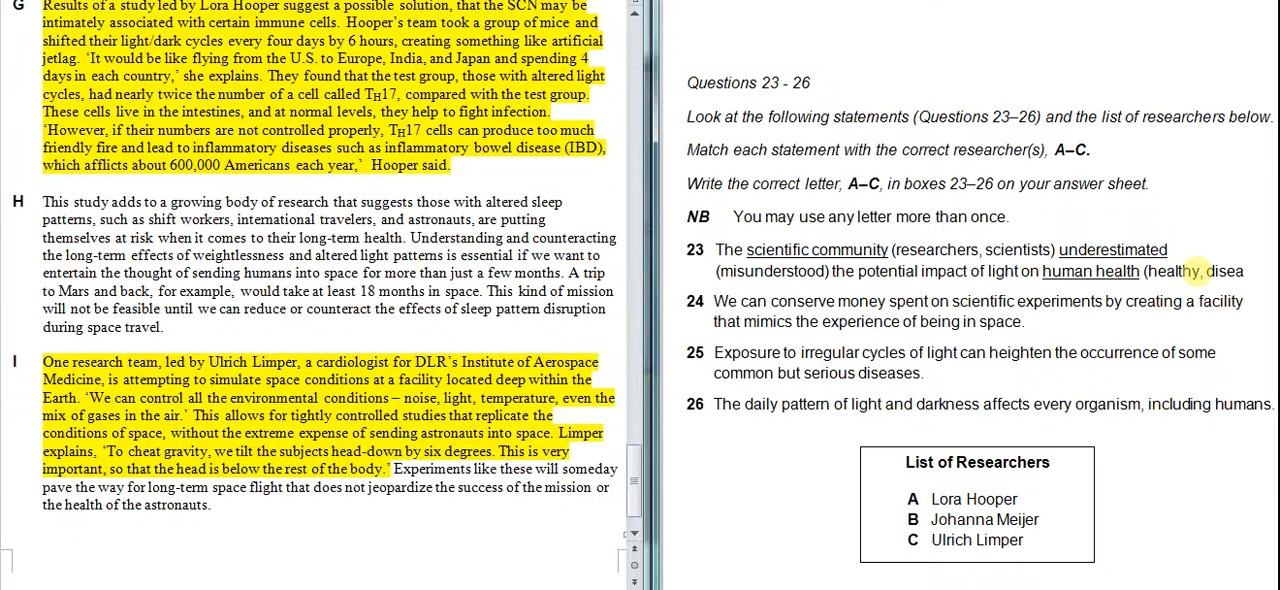 G Results of a study led by Lora Hooper suggest a possible solution, that the SCN may be
intimately associated with certain immune cells. Hooper's team took a group of mice and
shifted their light/dark cycles every four days by 6 hours, creating something like artificial
jetlag. 'It would be like flying from the U.S. to Europe, India, and Japan and spending 4
days in each country,' she explains. They found that the test group, those with altered light
cycles, had nearly twice the number of a cell called TH17, compared with the test group.
These cells live in the intestines, and at normal levels, they help to fight infection.
'However, if their numbers are not controlled properly, TH17 cells can produce too much
friendly fire and lead to inflammatory diseases such as inflammatory bowel disease (IBD),
which afflicts about 600,000 Americans each year,' Hooper said.
H This study adds to a growing body of research that suggests those with altered sleep
patterns, such as shift workers, international travelers, and astronauts, are putting
themselves at risk when it comes to their long-term health. Understanding and counteracting
the long-term effects of weightlessness and altered light patterns is essential if we want to
entertain the thought of sending humans into space for more than just a few months. A trip
to Mars and back, for example, would take at least 18 months in space. This kind of mission
will not be feasible until we can reduce or counteract the effects of sleep pattern disruption
during space travel.
I One research team, led by Ulrich Limper, a cardiologist for DLR's Institute of Aerospace
Medicine, is attempting to simulate space conditions at a facility located deep within the
Earth. 'We can control all the environmental conditions – noise, light, temperature, even the
mix of gases in the air.' This allows for tightly controlled studies that replicate the
conditions of space, without the extreme expense of sending astronauts into space. Limper
explains, 'To cheat gravity, we tilt the subjects head-down by six degrees. This is very
important, so that the head is below the rest of the body.' Experiments like these will someday
pave the way for long-term space flight that does not jeopardize the success of the mission or
the health of the astronauts.
Questions 23 - 26
Look at the following statements (Questions 23–26) and the list of researchers below.
Match each statement with the correct researcher(s), A–C.
Write the correct letter, A–C, in boxes 23–26 on your answer sheet.
NB You may use any letter more than once.
23 The scientific community (researchers, scientists) underestimated
(misunderstood) the potential impact of light on human health (healthy, disea
24 We can conserve money spent on scientific experiments by creating a facility
that mimics the experience of being in space.
25 Exposure to irregular cycles of light can heighten the occurrence of some
common but serious diseases.
26 The daily pattern of light and darkness affects every organism, including humans.
List of Researchers
A Lora Hooper
B Johanna Meijer
C Ulrich Limper